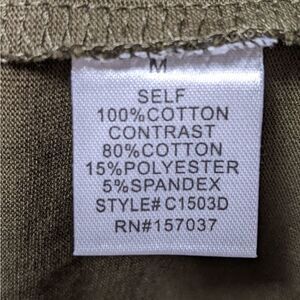 M
SELF
100%COTTON
CONTRAST
80%COTTON
15%POLYESTER
5%SPANDEX
STYLE# C1503D
RN#157037